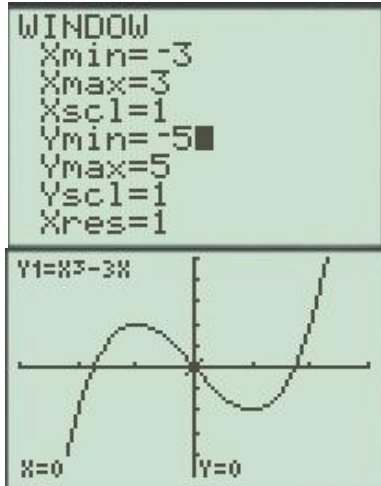 WINDOW
Xmin=-3
Xmax=3
Xscl=1
Ymin=-5
Ymax=5
Yscl=1
Xres=1
Y1=X³-3X
X=0 Y=0